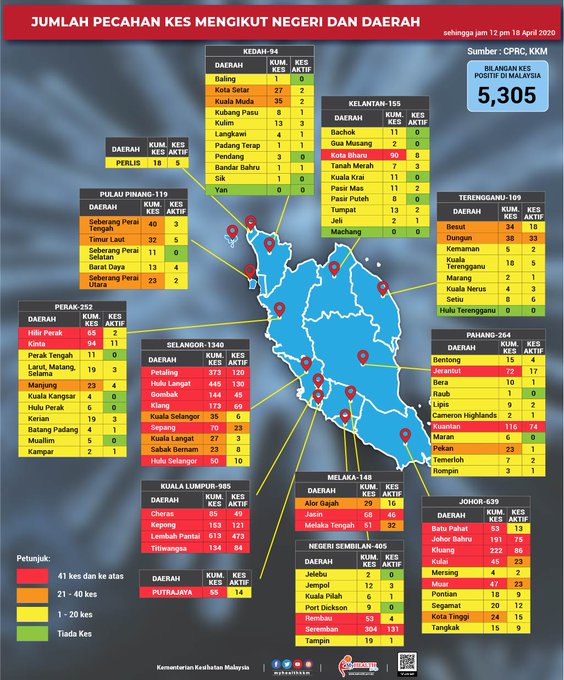 JUMLAH PECAHAN KES MENGIKUT NEGERI DAN DAERAH
sehingga jam 12 pm 18 April 2020
Sumber : CPRC, KKM
BILANGAN KES
POSITIF DI MALAYSIA
5,305
KEDAH-94
DAERAH KUM. KES KES AKTIF
Baling 1 0
Kota Setar 27 2
Kuala Muda 35 2
Kubang Pasu 8 1
Kulim 13 3
Langkawi 4 1
Padang Terap 1 1
Pendang 3 0
Bandar Bahru 1 1
Sik 1 0
Yan 0 0
KELANTAN-155
DAERAH KUM. KES KES AKTIF
Bachok 11 0
Gua Musang 2 0
Kota Bharu 90 8
Tanah Merah 7 3
Kuala Krai 11 0
Pasir Mas 11 2
Pasir Puteh 8 0
Tumpat 13 2
Jeli 2 1
Machang 0 0
DAERAH KUM. KES KES AKTIF
PERLIS 18 5
PULAU PINANG-119
DAERAH KUM. KES KES AKTIF
Seberang Perai Tengah 40 3
Timur Laut 32 5
Seberang Perai Selatan 11 0
Barat Daya 13 4
Seberang Perai Utara 23 2
TERENGGANU-109
DAERAH KUM. KES KES AKTIF
Besut 34 18
Dungun 38 33
Kemaman 5 2
Kuala Terengganu 18 5
Marang 2 1
Kuala Nerus 4 3
Setiu 8 6
Hulu Terengganu 0 0
PERAK-252
DAERAH KUM. KES KES AKTIF
Hilir Perak 65 2
Kinta 94 11
Perak Tengah 11 0
Larut, Matang, Selama 19 3
Manjung 23 4
Kuala Kangsar 4 0
Hulu Perak 6 0
Kerian 19 3
Batang Padang 4 1
Muallim 5 0
Kampar 2 1
SELANGOR-1340
DAERAH KUM. KES KES AKTIF
Petaling 373 120
Hulu Langat 445 130
Gombak 144 45
Klang 173 69
Kuala Selangor 35 6
Sepang 70 23
Kuala Langat 27 3
Sabak Bernam 23 8
Hulu Selangor 50 10
PAHANG-264
DAERAH KUM. KES KES AKTIF
Bentong 15 4
Jerantut 72 17
Bera 10 1
Raub 1 0
Lipis 9 2
Cameron Highlands 2 1
Kuantan 116 74
Maran 6 0
Pekan 23 1
Temerloh 7 2
Rompin 3 1
KUALA LUMPUR-985
DAERAH KUM. KES KES AKTIF
Cheras 85 49
Kepong 153 121
Lembah Pantai 613 473
Titiwangsa 134 84
MELAKA-148
DAERAH KUM. KES KES AKTIF
Alor Gajah 29 16
Jasin 68 46
Melaka Tengah 51 32
JOHOR-639
DAERAH KUM. KES KES AKTIF
Batu Pahat 53 13
Johor Bahru 191 75
Kluang 222 86
Kulai 45 23
Mersing 4 2
Muar 47 23
Pontian 18 9
Segamat 20 12
Kota Tinggi 24 15
Tangkak 15 9
NEGERI SEMBILAN-405
DAERAH KUM. KES KES AKTIF
Jelebu 2 0
Jempol 12 3
Kuala Pilah 6 1
Port Dickson 9 0
Rembau 53 4
Seremban 304 131
Tampin 19 1
DAERAH KUM. KES KES AKTIF
PUTRAJAYA 55 14
Petunjuk:
41 kes dan ke atas
21 - 40 kes
1 - 20 kes
Tiada Kes
Kementerian Kesihatan Malaysia
myhealthkkm
MyHEALTH